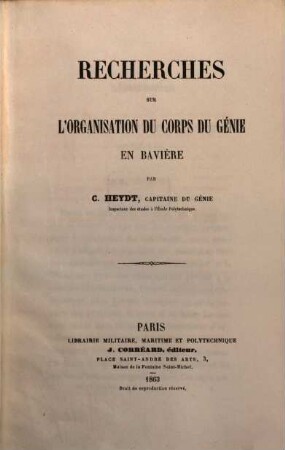 RECHERCHES
SUR
L'ORGANISATION DU CORPS DU GÉNIE
EN BAVIÈRE
PAR
C. HEYDT, CAPITAINE DU GÉNIE
Inspecteur des études à l'École Polytechnique.
PARIS
LIBRAIRIE MILITAIRE, MARITIME ET POLYTECHNIQUE
J. CORRÉARD, éditeur,
PLACE SAINT-ANDRÉ DES ARTS, 3,
Maison de la Fontaine Saint-Michel.
1863
Droit de reproduction réservé.